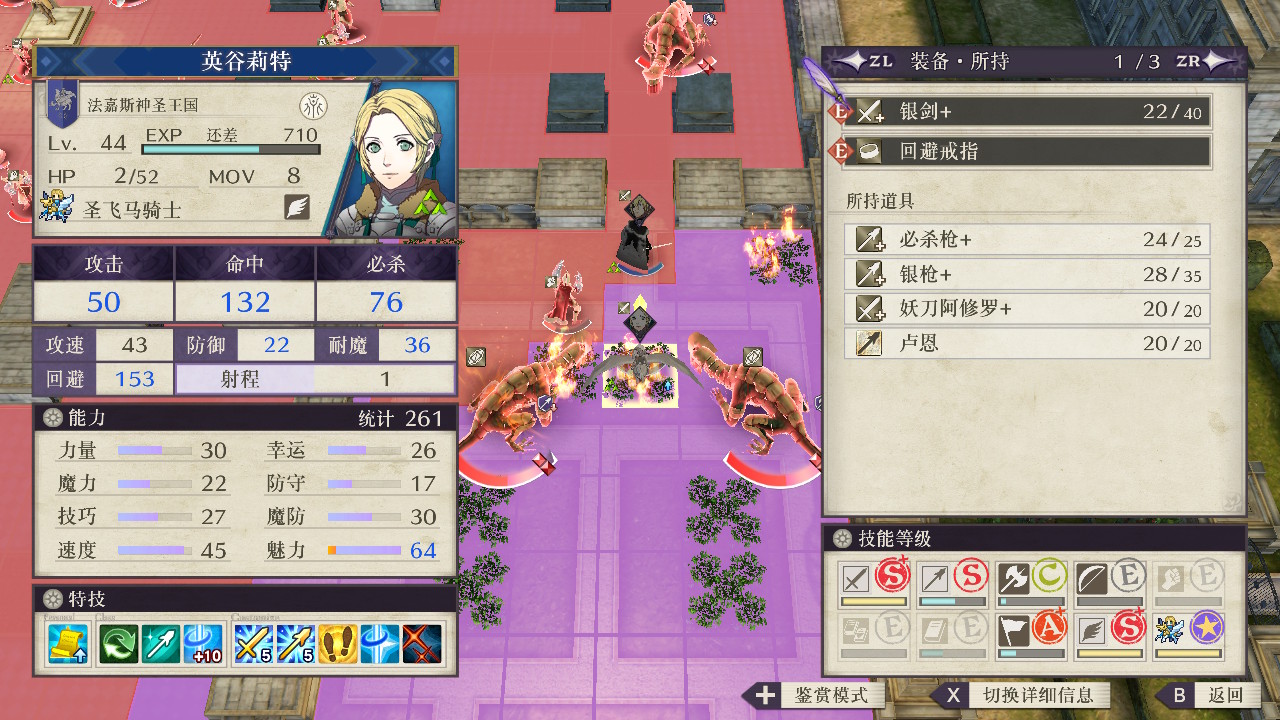 英谷莉特
法嘉斯神圣王国
Lv. 44 EXP 还差 710
HP 2/52 MOV 8
圣飞马骑士
攻击 命中 必杀
50 132 76
攻速 43 防御 22 耐魔 36
回避 153 射程 1
能力 统计 261
力量 30 幸运 26
魔力 22 防守 17
技巧 27 魔防 30
速度 45 魅力 64
特技
+10 5 5
ZL 装备·所持 1/3 ZR
E 银剑+ 22/40
E 回避戒指
所持道具
必杀枪+ 24/25
银枪+ 28/35
妖刀阿修罗+ 20/20
卢恩 20/20
技能等级
S+ S C E E
E E A+ S+
鉴赏模式 X 切换详细信息 B 返回